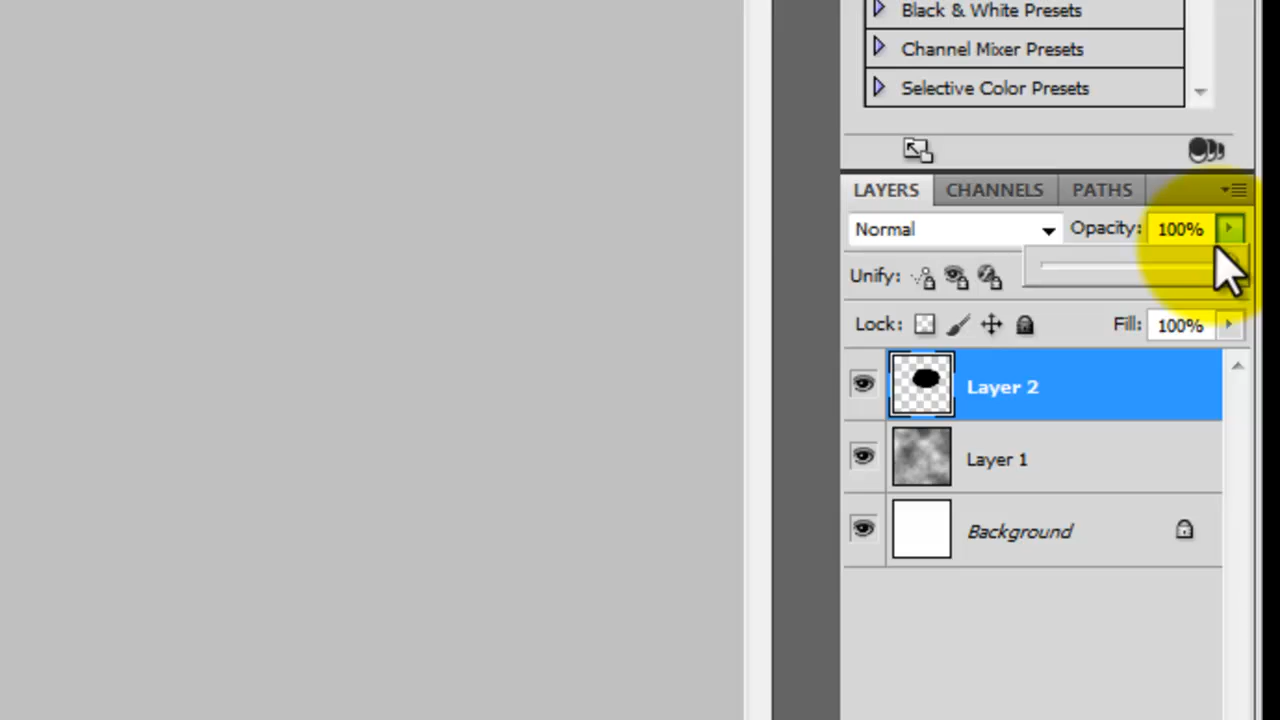 Black & White Presets
Channel Mixer Presets
Selective Color Presets
LAYERS CHANNELS PATHS
Normal Opacity: 100%
Unify:
Lock: Fill: 100%
Layer 2
Layer 1
Background